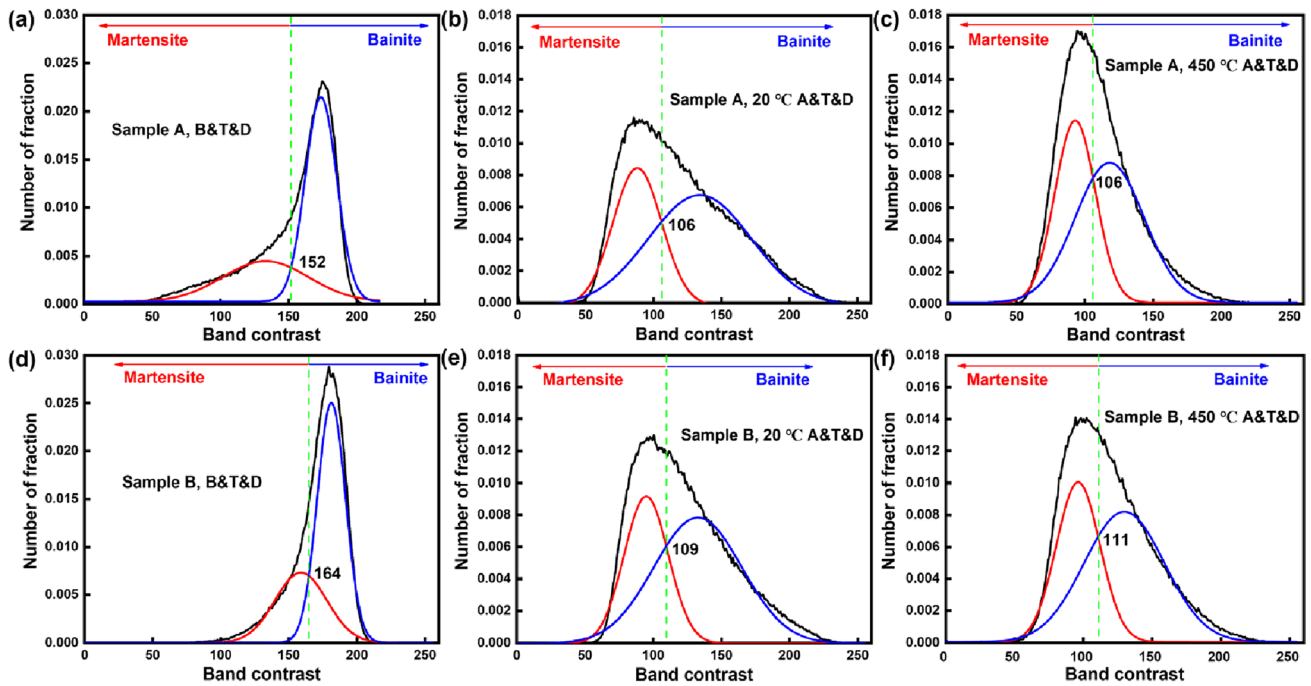 (a)
0.030
0.025
0.020
0.015
0.010
0.005
0.000
Number of fraction
Martensite
Bainite
Sample A, B&T&D
152
0 50 100 150 200 250
Band contrast
(b)
0.018
0.016
0.014
0.012
0.010
0.008
0.006
0.004
0.002
0.000
Number of fraction
Martensite
Bainite
Sample A, 20 ℃ A&T&D
106
0 50 100 150 200 250
Band contrast
(c)
0.018
0.016
0.014
0.012
0.010
0.008
0.006
0.004
0.002
0.000
Number of fraction
Martensite
Bainite
Sample A, 450 ℃ A&T&D
106
0 50 100 150 200 250
Band contrast
(d)
0.030
0.025
0.020
0.015
0.010
0.005
0.000
Number of fraction
Martensite
Bainite
Sample B, B&T&D
164
0 50 100 150 200 250
Band contrast
(e)
0.018
0.016
0.014
0.012
0.010
0.008
0.006
0.004
0.002
0.000
Number of fraction
Martensite
Bainite
Sample B, 20 ℃ A&T&D
109
0 50 100 150 200 250
Band contrast
(f)
0.018
0.016
0.014
0.012
0.010
0.008
0.006
0.004
0.002
0.000
Number of fraction
Martensite
Bainite
Sample B, 450 ℃ A&T&D
111
0 50 100 150 200 250
Band contrast